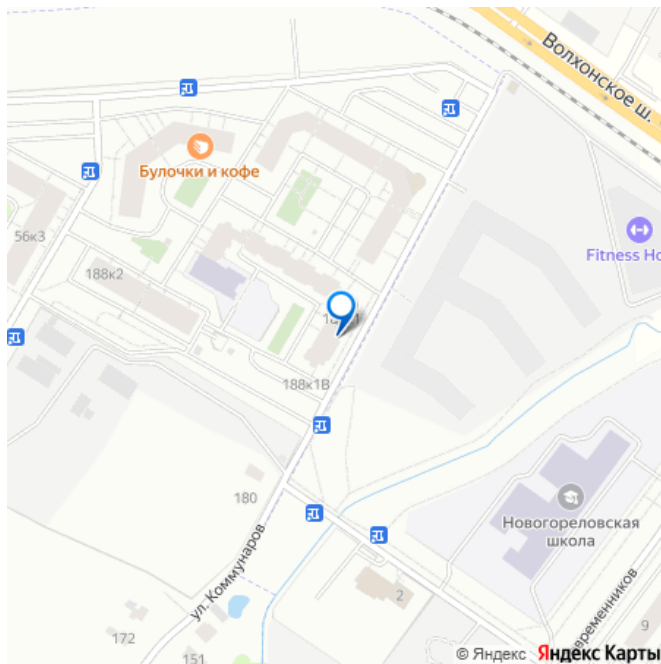 Волхонское ш.
Булочки и кофе
Fitness Ho
56к3
188к2
188к1В
180
Новогореловская
школа
ул. Коммунаров
2
172
151
9
© Яндекс Яндекс Карты